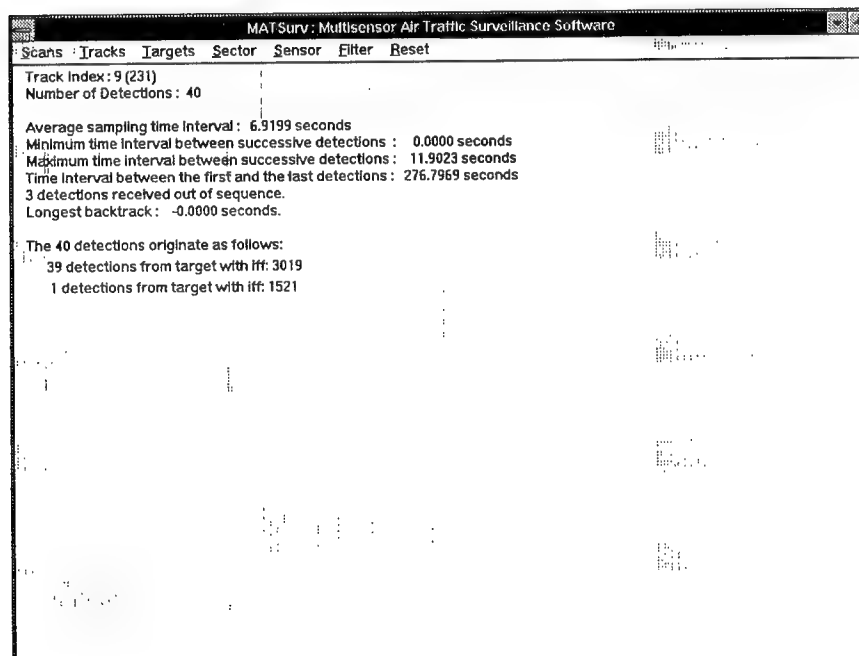 MATSurv: Multisensor Air Traffic Surveillance Software
Scans Tracks Targets Sector Sensor Filter Reset
Track Index: 9 (231)
Number of Detections: 40
Average sampling time interval: 6.9199 seconds
Minimum time interval between successive detections: 0.0000 seconds
Maximum time interval between successive detections: 11.9023 seconds
Time interval between the first and the last detections: 276.7969 seconds
3 detections received out of sequence.
Longest backtrack: -0.0000 seconds.
The 40 detections originate as follows:
39 detections from target with iff: 3019
1 detections from target with iff: 1521